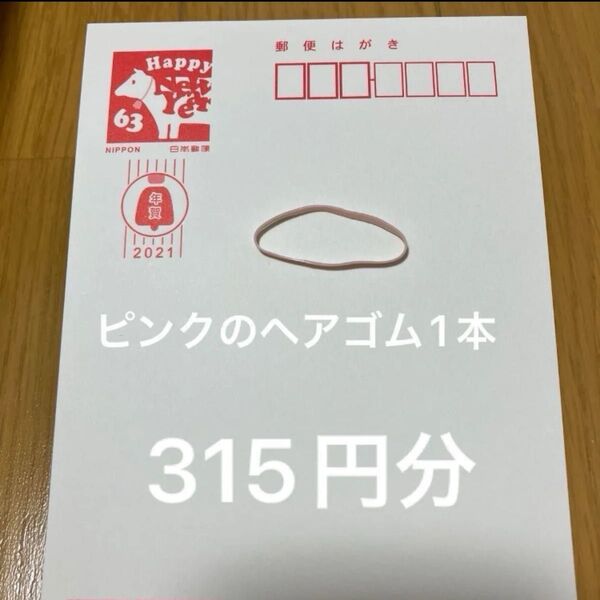 郵便はがき
Happy
New
Year
63
NIPPON 日本郵便
年賀
2021
ピンクのヘアゴム1本
315円分